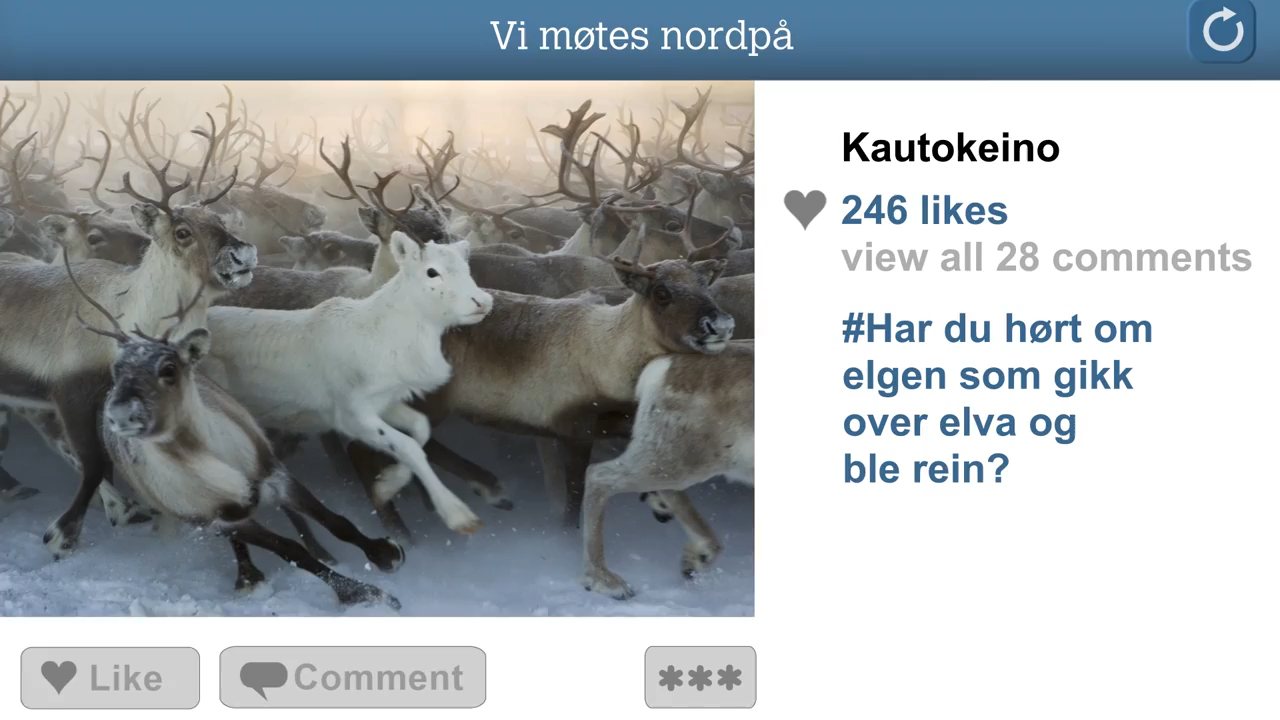 Vi møtes nordpå
Kautokeino
246 likes
view all 28 comments
#Har du hørt om
elgen som gikk
over elva og
ble rein?
Like
Comment
***